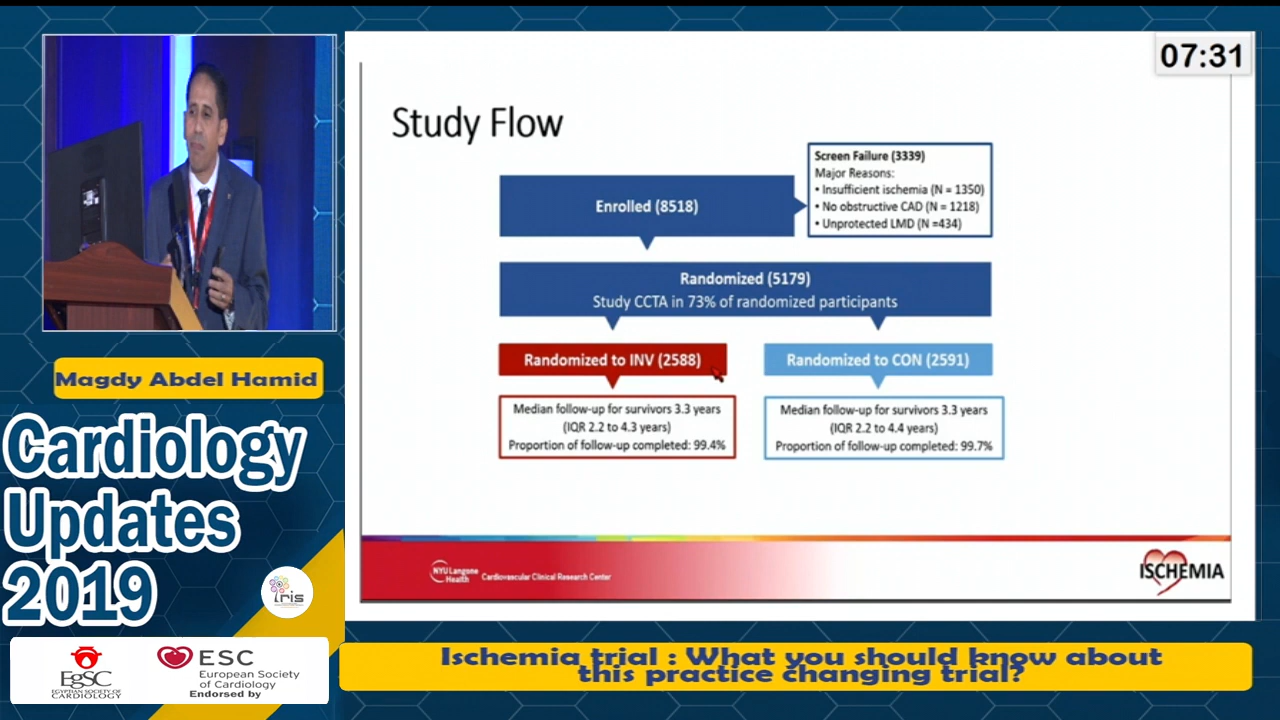 07:31
Study Flow
Enrolled (8518)
Screen Failure (3339)
Major Reasons:
• Insufficient ischemia (N = 1350)
• No obstructive CAD (N = 1218)
• Unprotected LMD (N =434)
Randomized (5179)
Study CCTA in 73% of randomized participants
Randomized to INV (2588)
Randomized to CON (2591)
Median follow-up for survivors 3.3 years
(IQR 2.2 to 4.3 years)
Proportion of follow-up completed: 99.4%
Median follow-up for survivors 3.3 years
(IQR 2.2 to 4.4 years)
Proportion of follow-up completed: 99.7%
NYU Langone
Health
Cardiovascular Clinical Research Center
ISCHEMIA
Magdy Abdel Hamid
Cardiology
Updates
2019
iris
EgSC
EGYPTIAN SOCIETY OF
CARDIOLOGY
ESC
European Society
of Cardiology
Endorsed by
Ischemia trial : What you should know about
this practice changing trial?